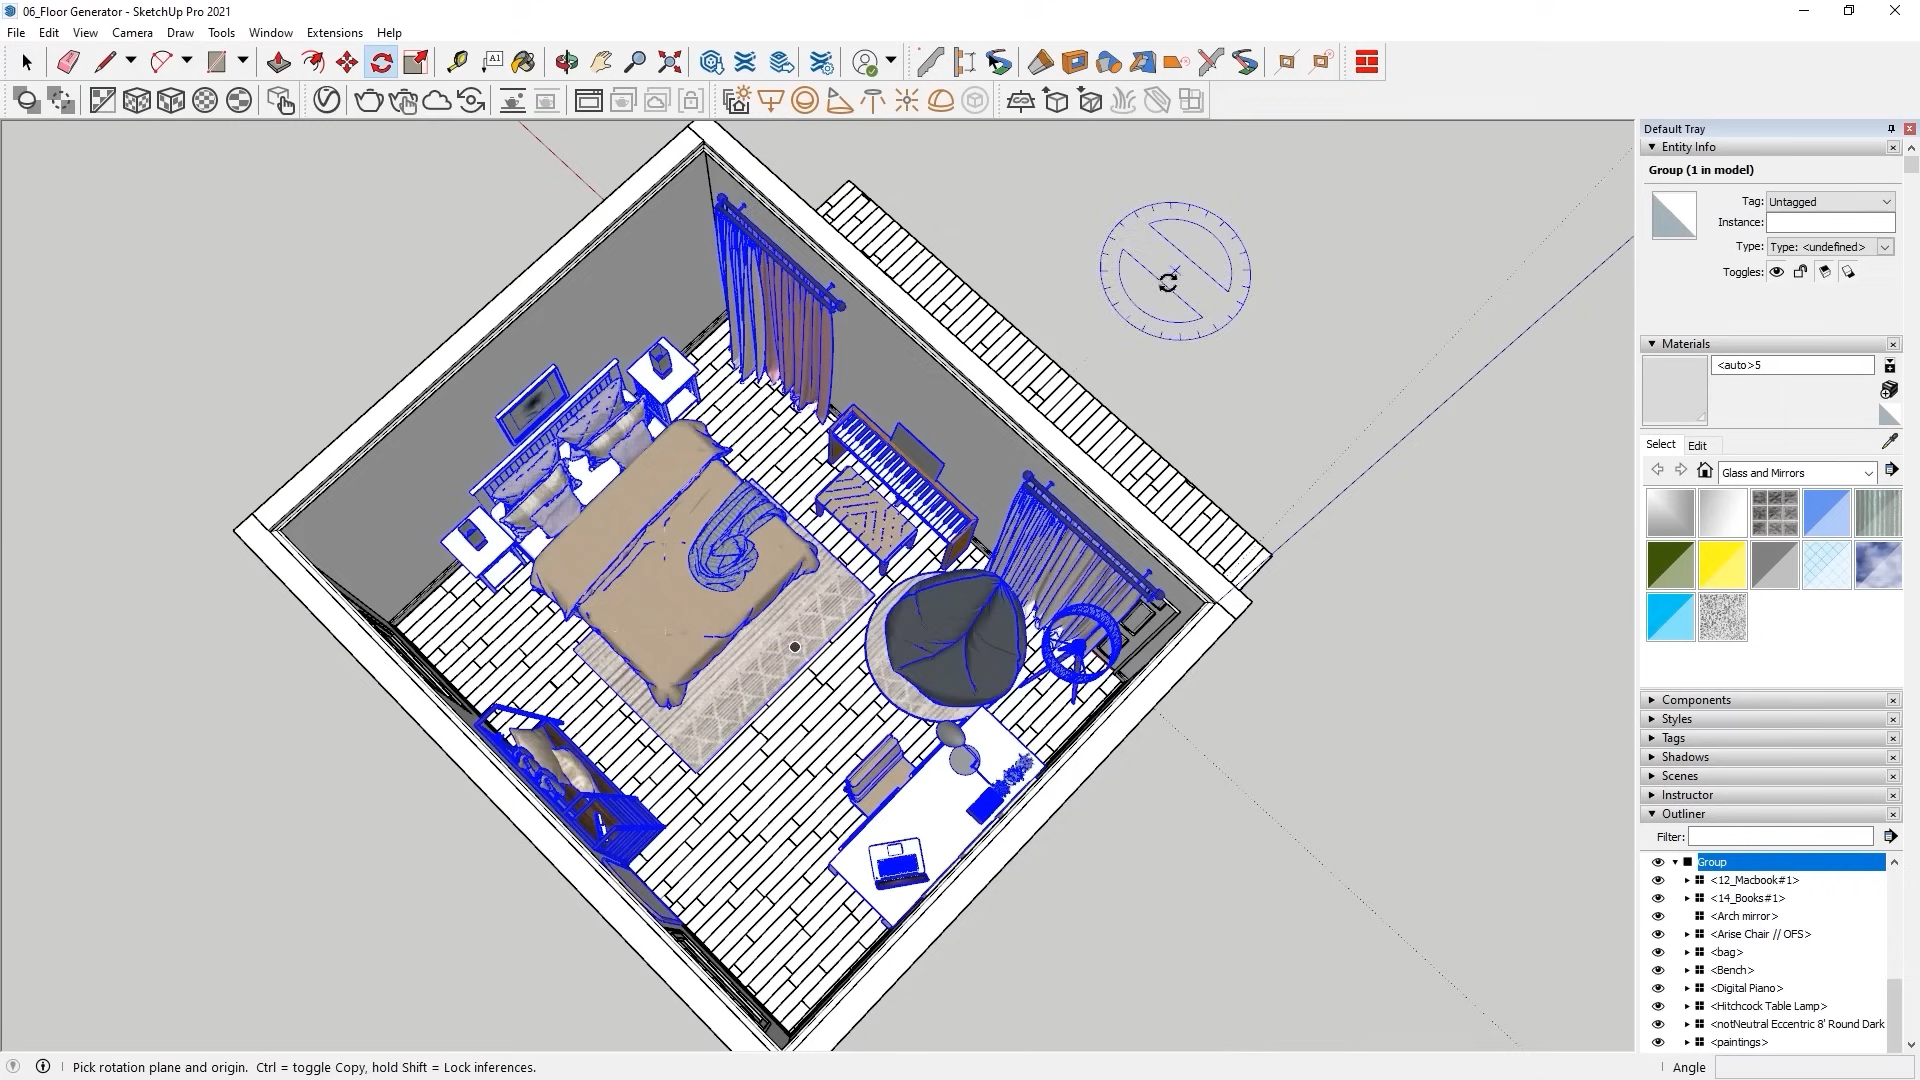 06_Floor Generator - SketchUp Pro 2021
File Edit View Camera Draw Tools Window Extensions Help
A1
Default Tray
Entity Info
Group (1 in model)
Tag: Untagged
Instance:
Type: Type: <undefined>
Toggles:
Materials
<auto>5
Select Edit
Glass and Mirrors
Components
Styles
Tags
Shadows
Scenes
Instructor
Outliner
Filter:
Group
<12_Macbook#1>
<14_Books#1>
<Arch mirror>
<Arise Chair // OFS>
<bag>
<Bench>
<Digital Piano>
<Hitchcock Table Lamp>
<notNeutral Eccentric 8' Round Dark
<paintings>
Pick rotation plane and origin. Ctrl = toggle Copy, hold Shift = Lock inferences.
Angle